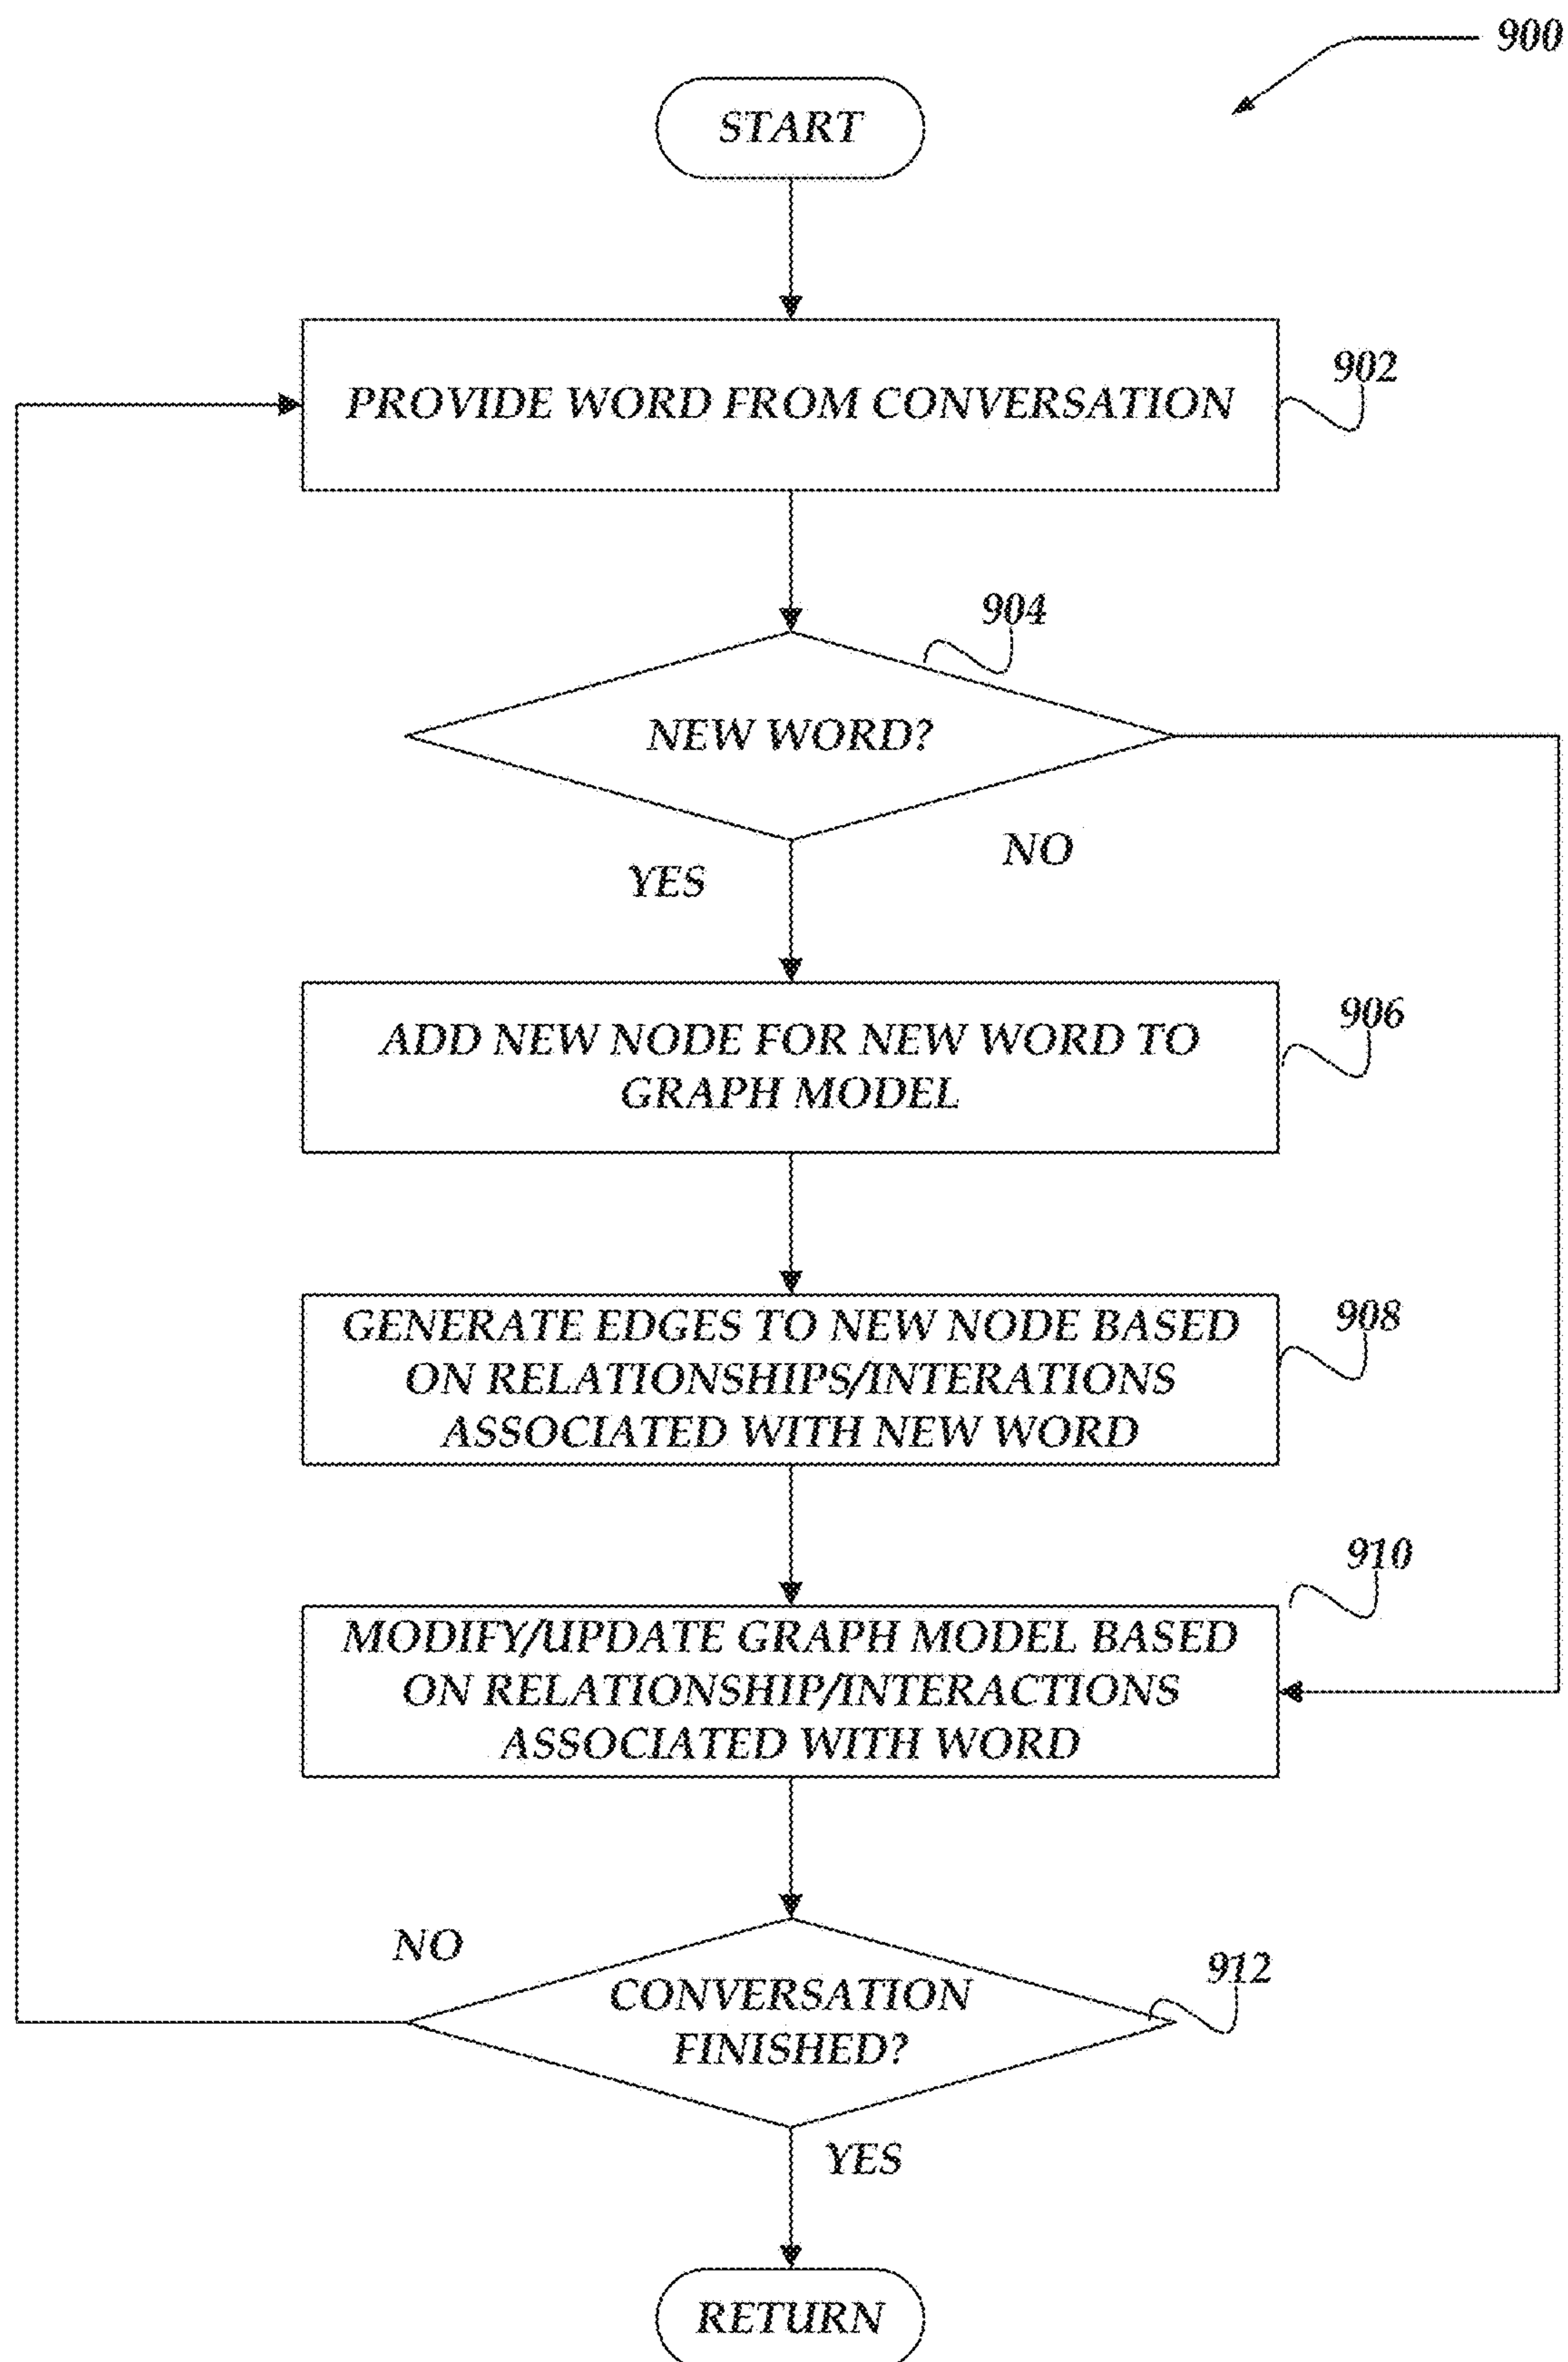 900
START
PROVIDE WORD FROM CONVERSATION
902
904
NEW WORD?
NO
YES
ADD NEW NODE FOR NEW WORD TO
GRAPH MODEL
906
GENERATE EDGES TO NEW NODE BASED
ON RELATIONSHIPS/INTERATIONS
ASSOCIATED WITH NEW WORD
908
910
MODIFY/UPDATE GRAPH MODEL BASED
ON RELATIONSHIP/INTERACTIONS
ASSOCIATED WITH WORD
NO
CONVERSATION
FINISHED?
912
YES
RETURN